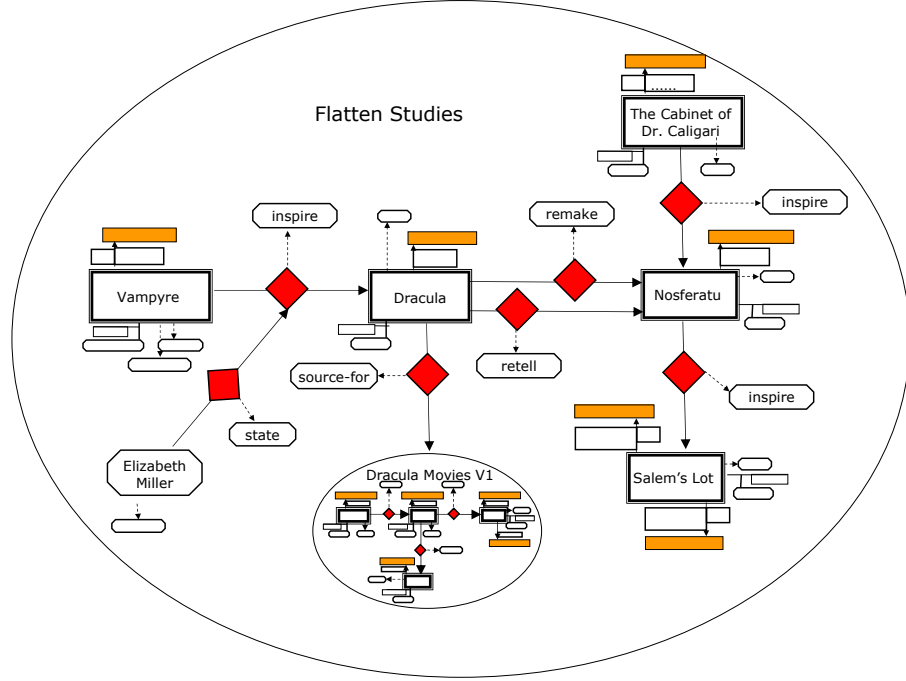 Flatten Studies
The Cabinet of
Dr. Caligari
......
inspire
remake
inspire
Vampyre
Dracula
Nosferatu
source-for
retell
inspire
state
Elizabeth
Miller
Dracula Movies V1
Salem's Lot